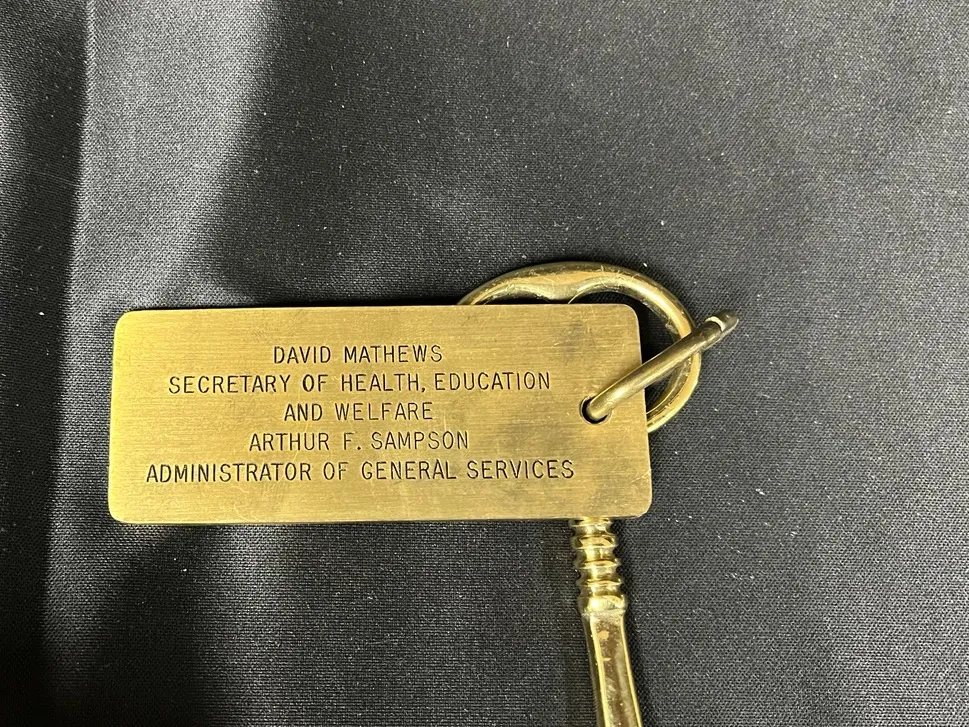 DAVID MATHEWS
SECRETARY OF HEALTH, EDUCATION
AND WELFARE
ARTHUR F. SAMPSON
ADMINISTRATOR OF GENERAL SERVICES